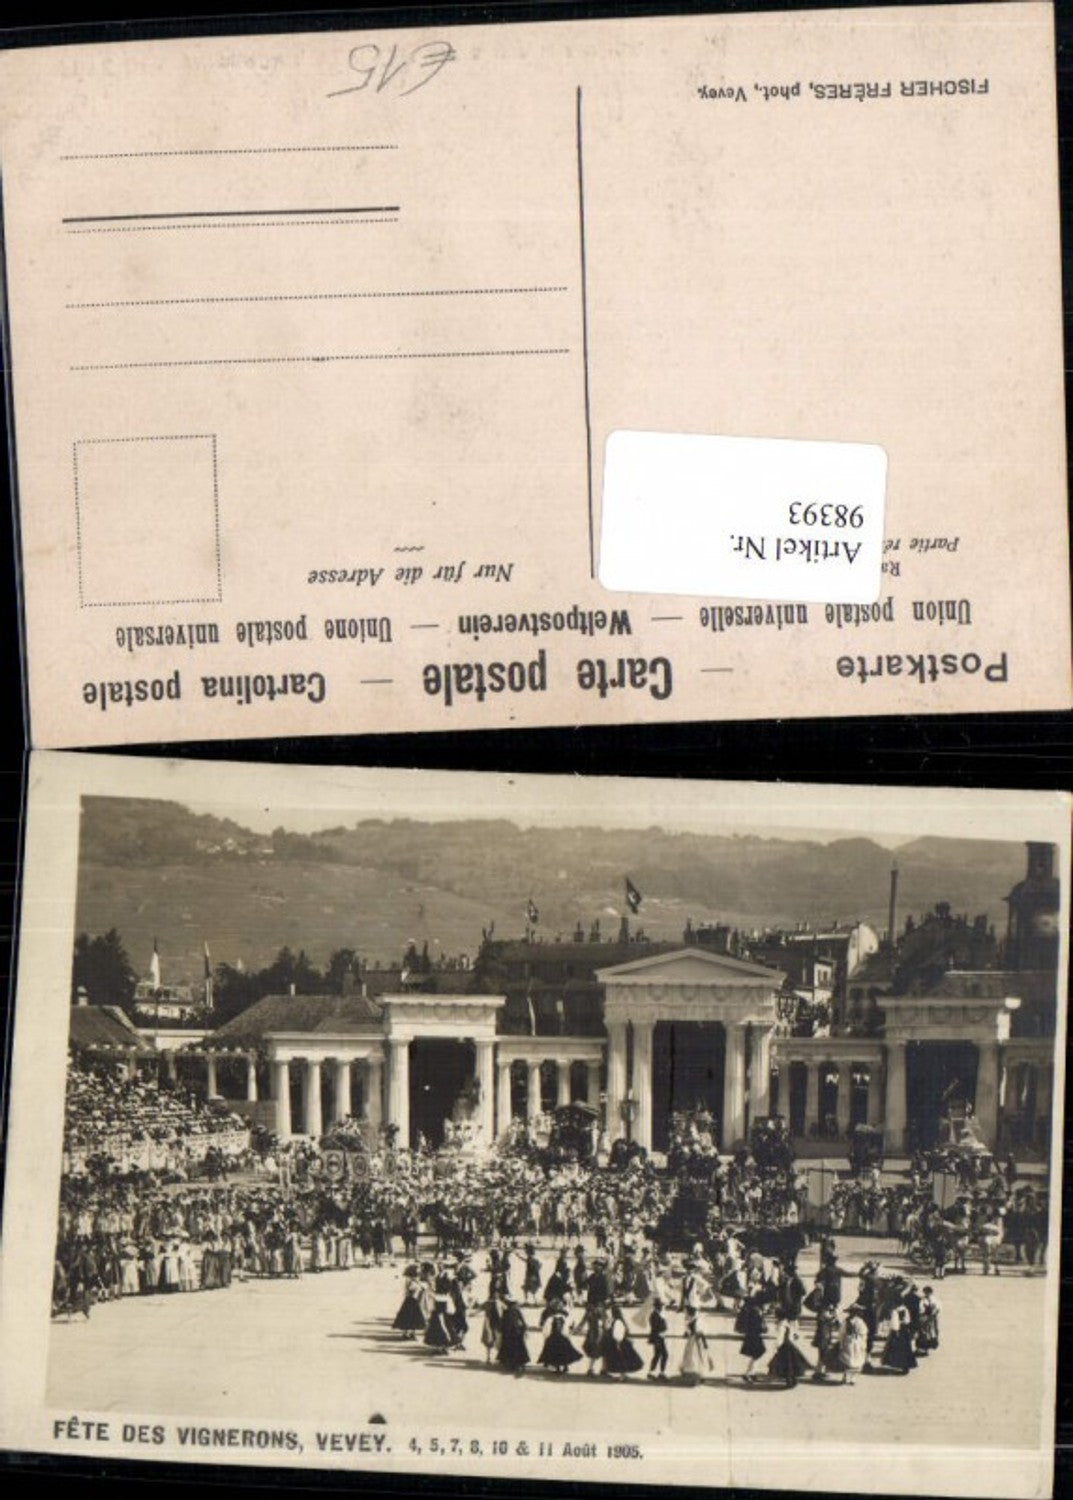 Postkarte — Carte postale — Cartolina postale
Union postale universelle — Weltpostverein — Unione postale universale
Nur für die Adresse
Partie
Artikel Nr.
98393
FISCHER FRÈRES, phot., Vevey.
€15
FÊTE DES VIGNERONS, VEVEY. 4, 5, 7, 8, 10 & 11 Août 1905.